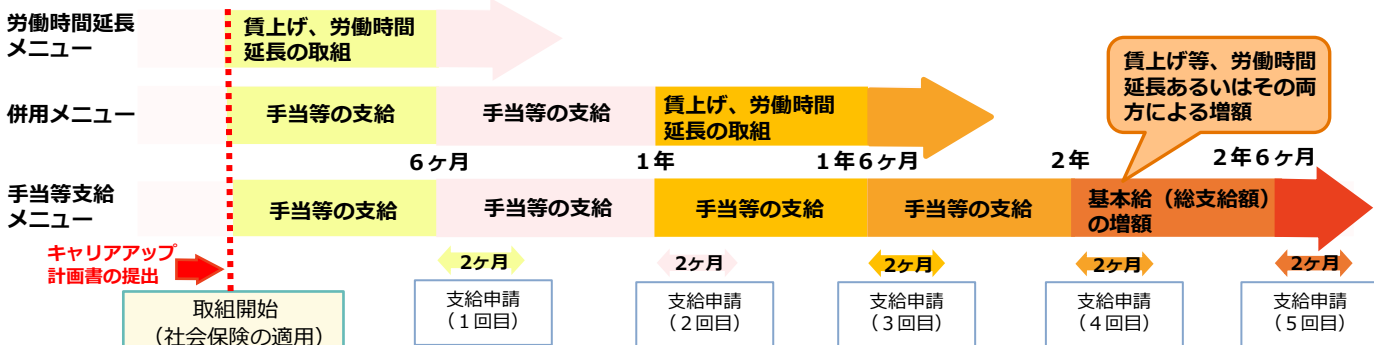 労働時間延長
メニュー
賃上げ、労働時間
延長の取組
賃上げ等、労働時間
延長あるいはその両
方による増額
併用メニュー
手当等の支給
手当等の支給
賃上げ、労働時間
延長の取組
6ヶ月
1年
1年6ヶ月
2年
2年6ヶ月
手当等支給
メニュー
手当等の支給
手当等の支給
手当等の支給
手当等の支給
基本給（総支給額）
の増額
キャリアアップ
計画書の提出
2ヶ月
2ヶ月
2ヶ月
2ヶ月
2ヶ月
取組開始
（社会保険の適用）
支給申請
（1回目）
支給申請
（2回目）
支給申請
（3回目）
支給申請
（4回目）
支給申請
（5回目）